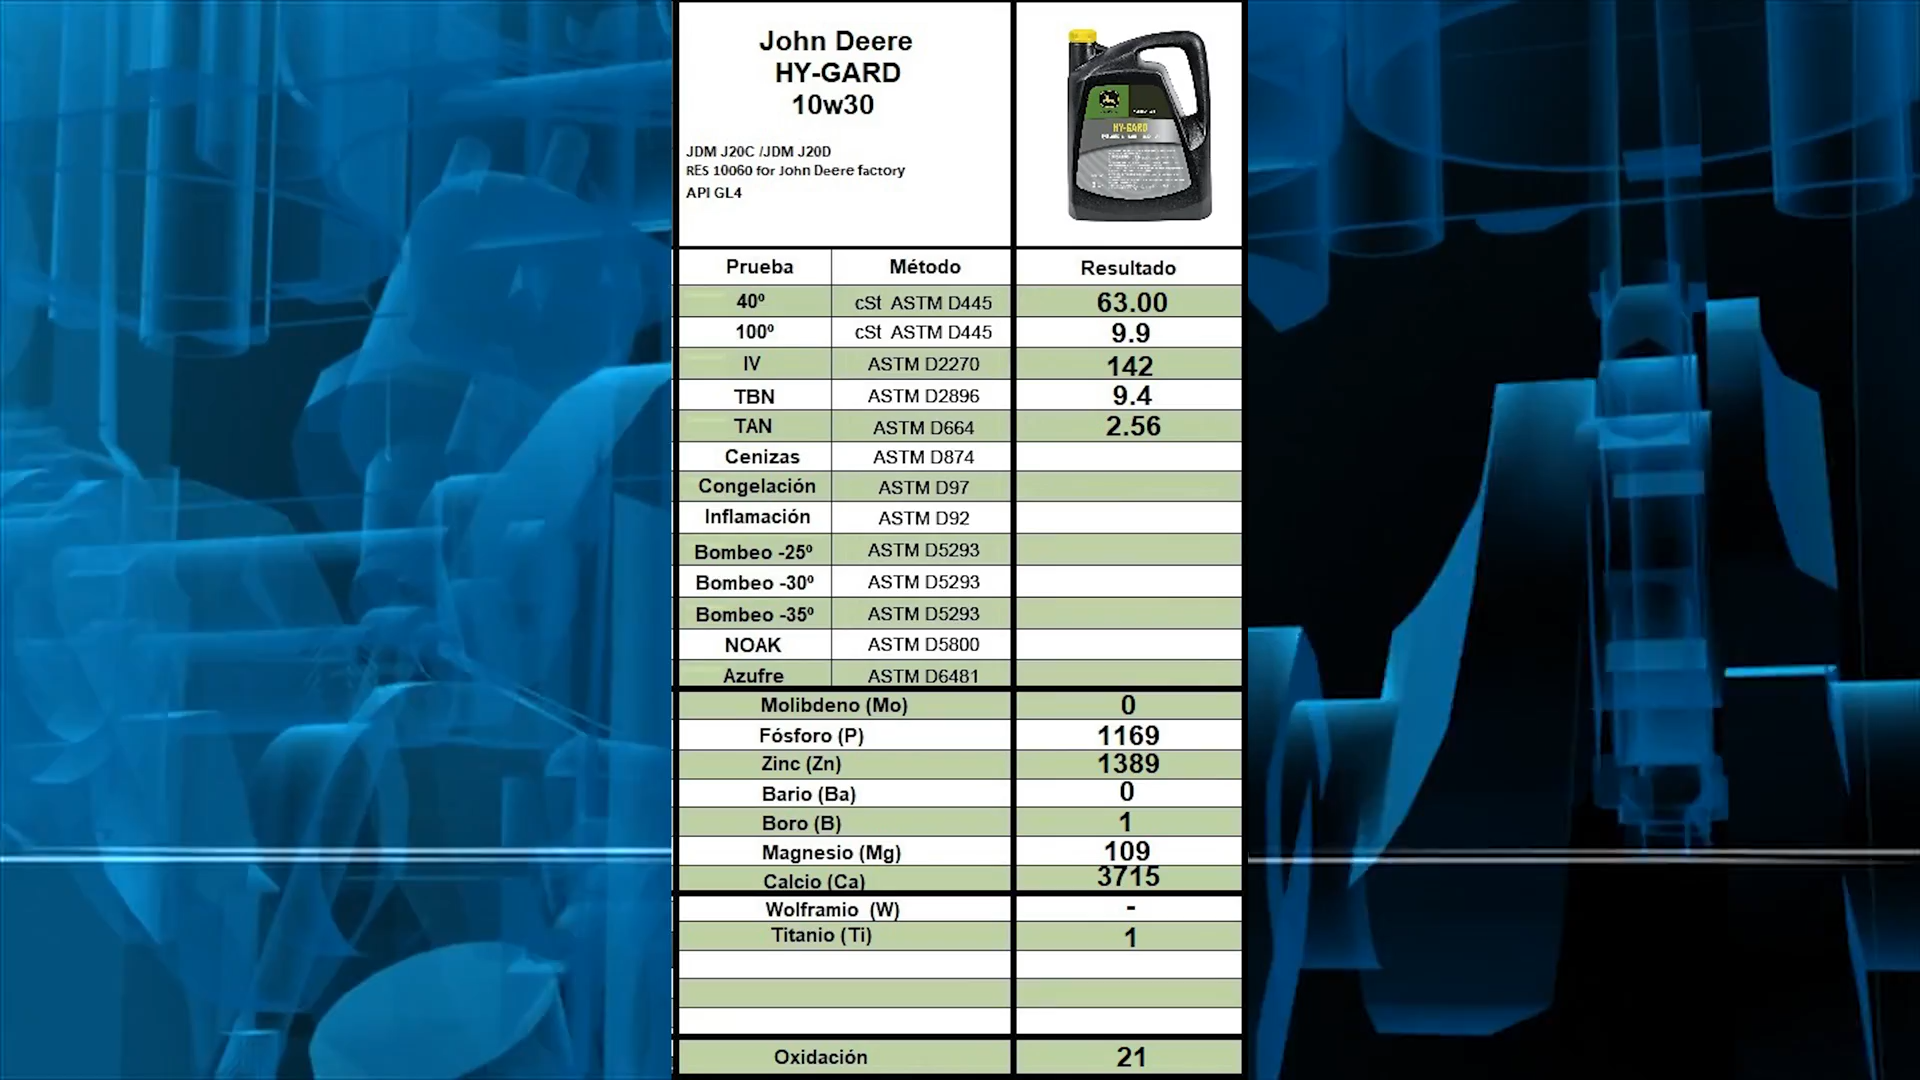 John Deere
HY-GARD
10w30
JDM J20C /JDM J20D
RES 10060 for John Deere factory
API GL4
HY-GARD
Prueba Método Resultado
40º cSt ASTM D445 63.00
100º cSt ASTM D445 9.9
IV ASTM D2270 142
TBN ASTM D2896 9.4
TAN ASTM D664 2.56
Cenizas ASTM D874
Congelación ASTM D97
Inflamación ASTM D92
Bombeo -25º ASTM D5293
Bombeo -30º ASTM D5293
Bombeo -35º ASTM D5293
NOAK ASTM D5800
Azufre ASTM D6481
Molibdeno (Mo) 0
Fósforo (P) 1169
Zinc (Zn) 1389
Bario (Ba) 0
Boro (B) 1
Magnesio (Mg) 109
Calcio (Ca) 3715
Wolframio (W) -
Titanio (Ti) 1
Oxidación 21